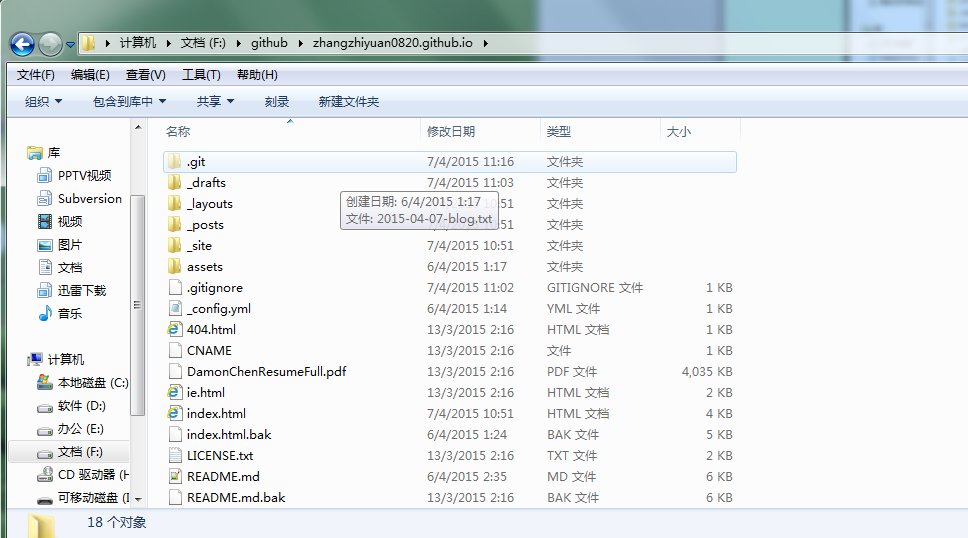 计算机 文档 (F:) github zhangzhiyuan0820.github.io
文件(F) 编辑(E) 查看(V) 工具(T) 帮助(H)
组织 包含到库中 共享 刻录 新建文件夹
库
PPTV视频
Subversion
视频
图片
文档
迅雷下载
音乐
计算机
本地磁盘 (C:)
软件 (D:)
办公 (E:)
文档 (F:)
CD 驱动器 (H
可移动磁盘 (I
名称 修改日期 类型 大小
.git 7/4/2015 11:16 文件夹
_drafts 7/4/2015 11:03 文件夹
_layouts 10:51 文件夹
_posts 10:51 文件夹
创建日期: 6/4/2015 1:17
文件: 2015-04-07-blog.txt
_site 7/4/2015 10:51 文件夹
assets 6/4/2015 1:17 文件夹
.gitignore 7/4/2015 11:02 GITIGNORE 文件 1 KB
_config.yml 6/4/2015 1:14 YML 文件 1 KB
404.html 13/3/2015 2:16 HTML 文档 1 KB
CNAME 13/3/2015 2:16 文件 1 KB
DamonChenResumeFull.pdf 13/3/2015 2:16 PDF 文件 4,035 KB
ie.html 13/3/2015 2:16 HTML 文档 2 KB
index.html 7/4/2015 10:51 HTML 文档 4 KB
index.html.bak 6/4/2015 1:24 BAK 文件 5 KB
LICENSE.txt 13/3/2015 2:16 TXT 文件 2 KB
README.md 6/4/2015 2:35 MD 文件 6 KB
README.md.bak 13/3/2015 2:16 BAK 文件 6 KB
18 个对象